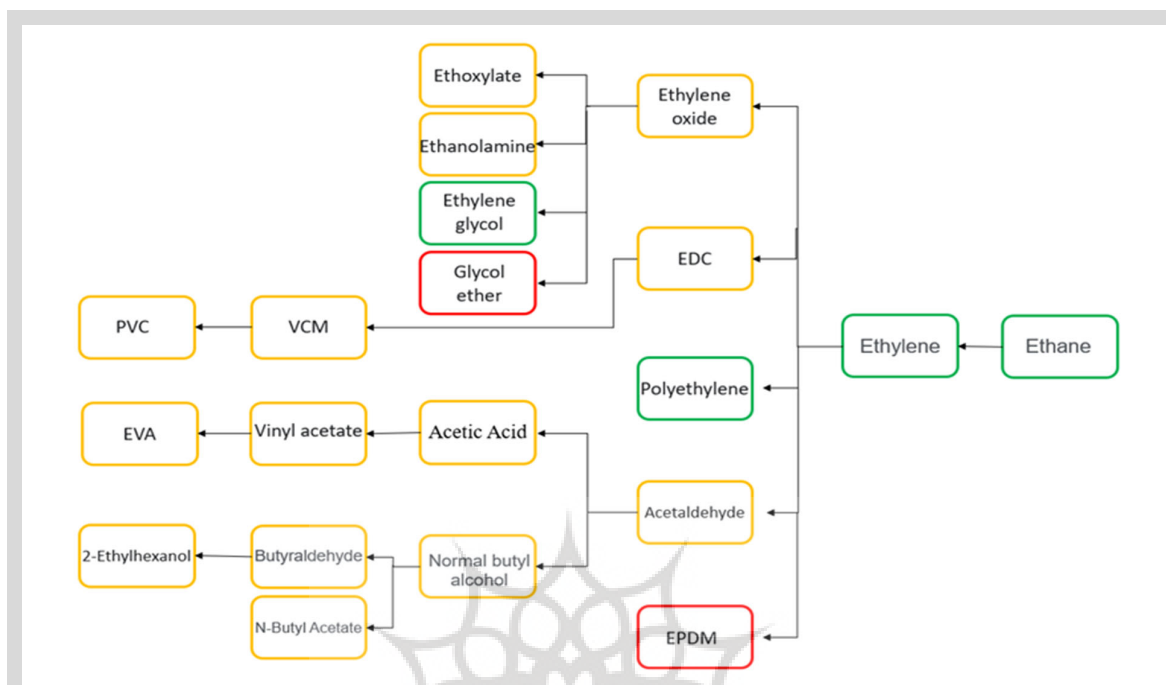 Ethoxylate
Ethylene
oxide
Ethanolamine
Ethylene
glycol
EDC
Glycol
ether
PVC
VCM
Ethylene
Ethane
Polyethylene
EVA
Vinyl acetate
Acetic Acid
Acetaldehyde
2-Ethylhexanol
Butyraldehyde
Normal butyl
alcohol
N-Butyl Acetate
EPDM